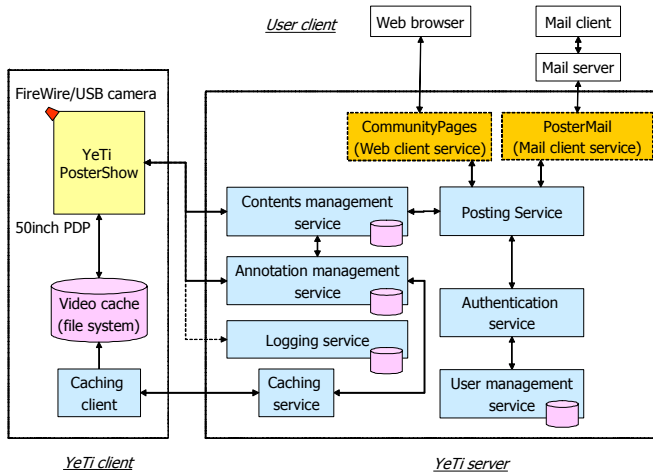 User client
Web browser
Mail client
Mail server
FireWire/USB camera
YeTi
PosterShow
50inch PDP
Video cache
(file system)
Caching
client
YeTi client
CommunityPages
(Web client service)
PosterMail
(Mail client service)
Contents management
service
Posting Service
Annotation management
service
Authentication
service
Logging service
Caching
service
User management
service
YeTi server